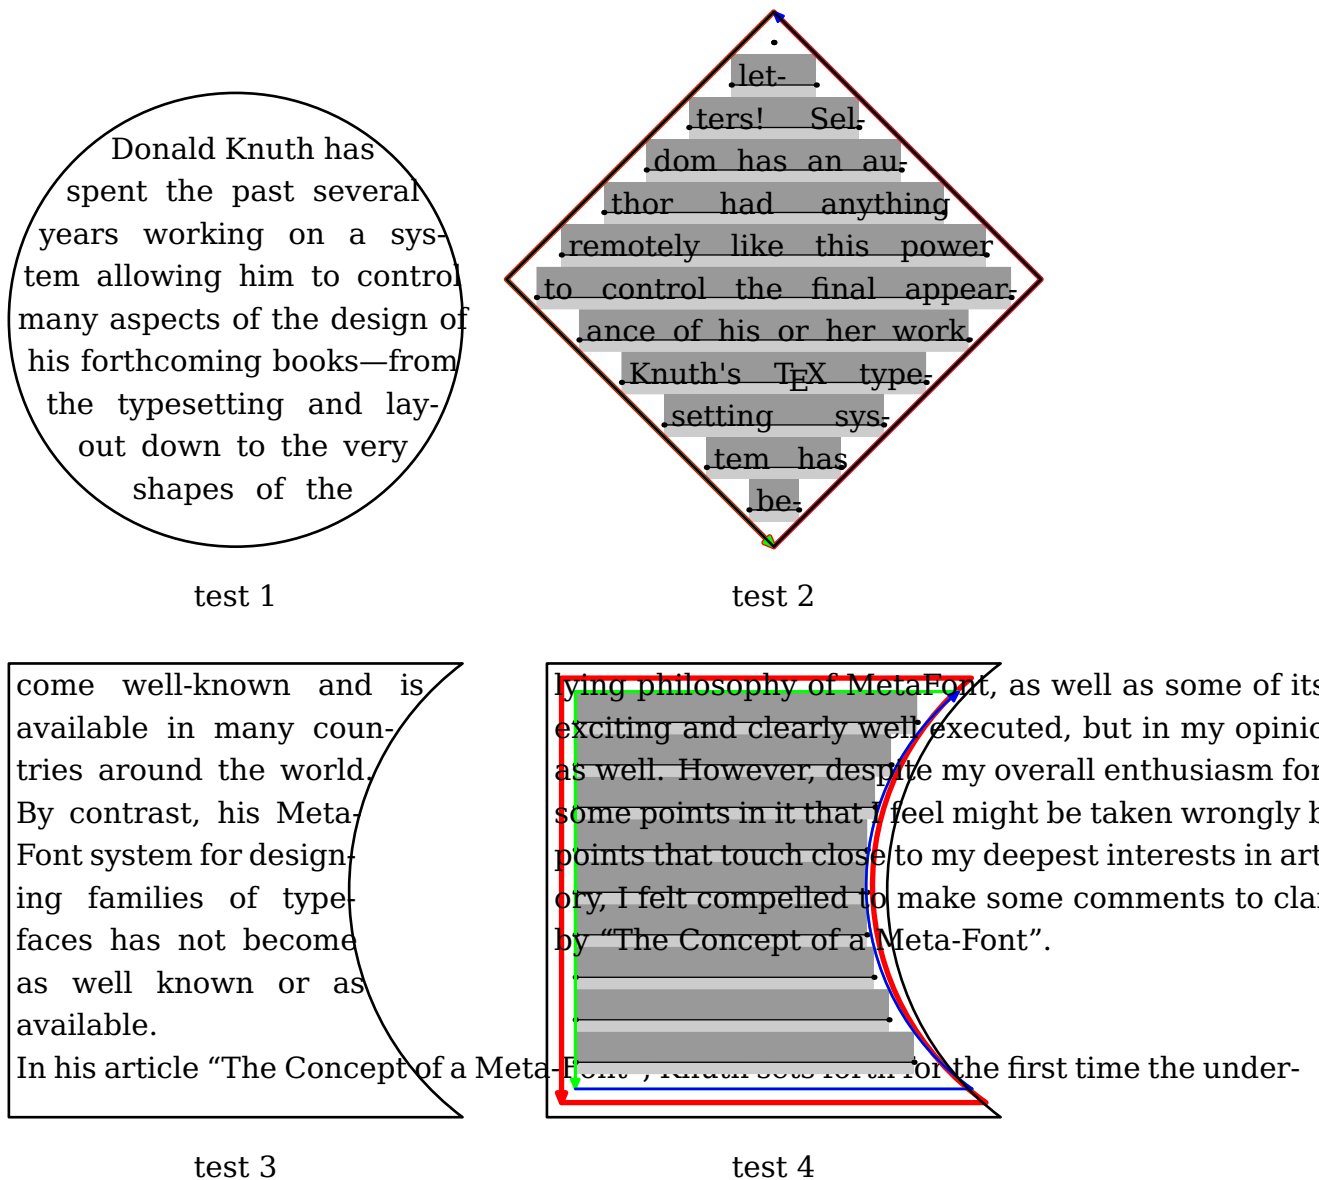 Donald Knuth has
spent the past several
years working on a sys-
tem allowing him to control
many aspects of the design of
his forthcoming books—from
the typesetting and lay-
out down to the very
shapes of the
test 1
let-
ters! Sel-
dom has an au-
thor had anything
remotely like this power
to control the final appear-
ance of his or her work.
Knuth's TEX type-
setting sys-
tem has
be-
test 2
come well-known and is
available in many coun-
tries around the world.
By contrast, his Meta-
Font system for design-
ing families of type-
faces has not become
as well known or as
available.
In his article “The Concept of a Meta-Font”, Knuth sets forth for the first time the under-
test 3
lying philosophy of MetaFont, as well as some of its
exciting and clearly well executed, but in my
as well. However, despite my overall enthusiasm for
some points in it that I feel might be taken wrongly
points that touch close to my deepest interests in
ory, I felt compelled to make some comments to
by “The Concept of a Meta-Font”.
test 4